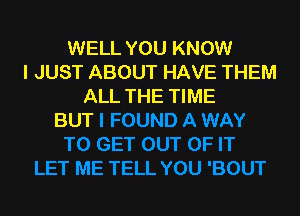 WELL YOU KNOW
I JUST ABOUT HAVE THEM
ALL THE TIME
BUT I FOUND A WAY
TO GET OUT OF IT
LET ME TELL YOU 'BOUT